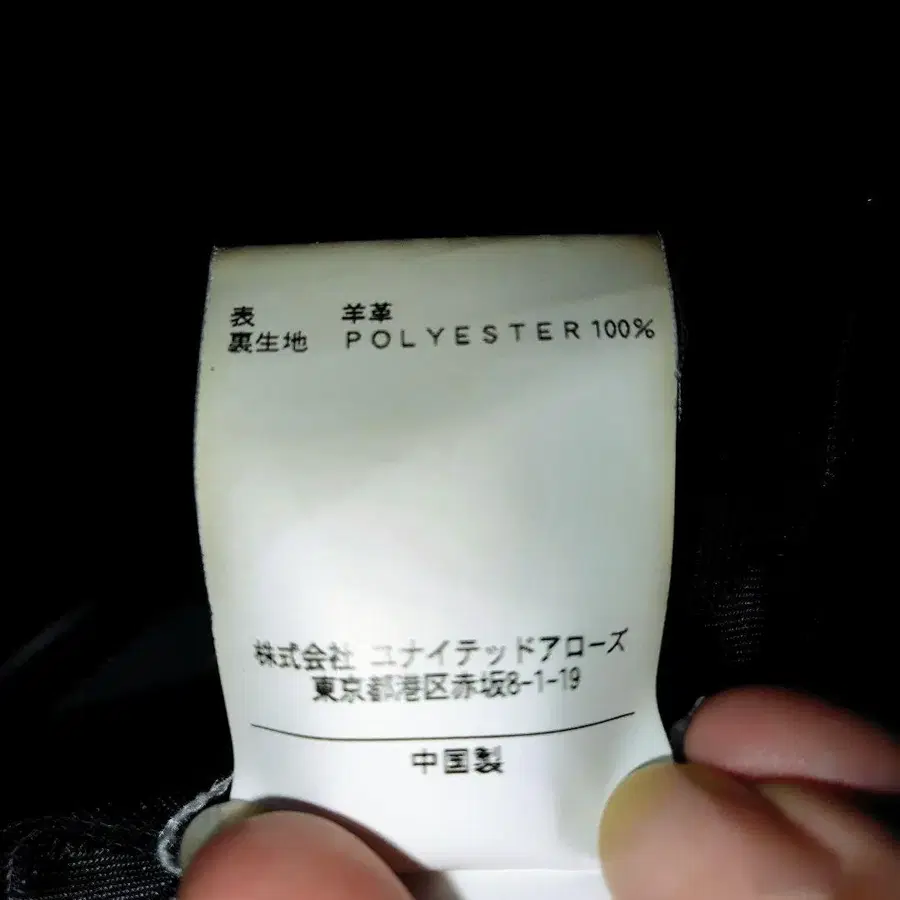 表 羊革
裏生地 POLYESTER 100%
株式会社 ユナイテッドアローズ
東京都港区赤坂8-1-19
中国製